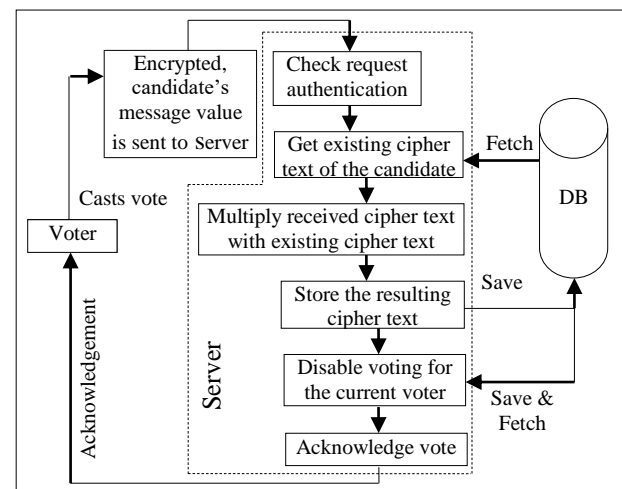 Encrypted,
candidate's
message value
is sent to Server
Check request
authentication
Get existing cipher
text of the candidate
Fetch
DB
Casts vote
Voter
Multiply received cipher text
with existing cipher text
Store the resulting
cipher text
Save
Disable voting for
the current voter
Save &
Fetch
Acknowledge vote
Server
Acknowledgement